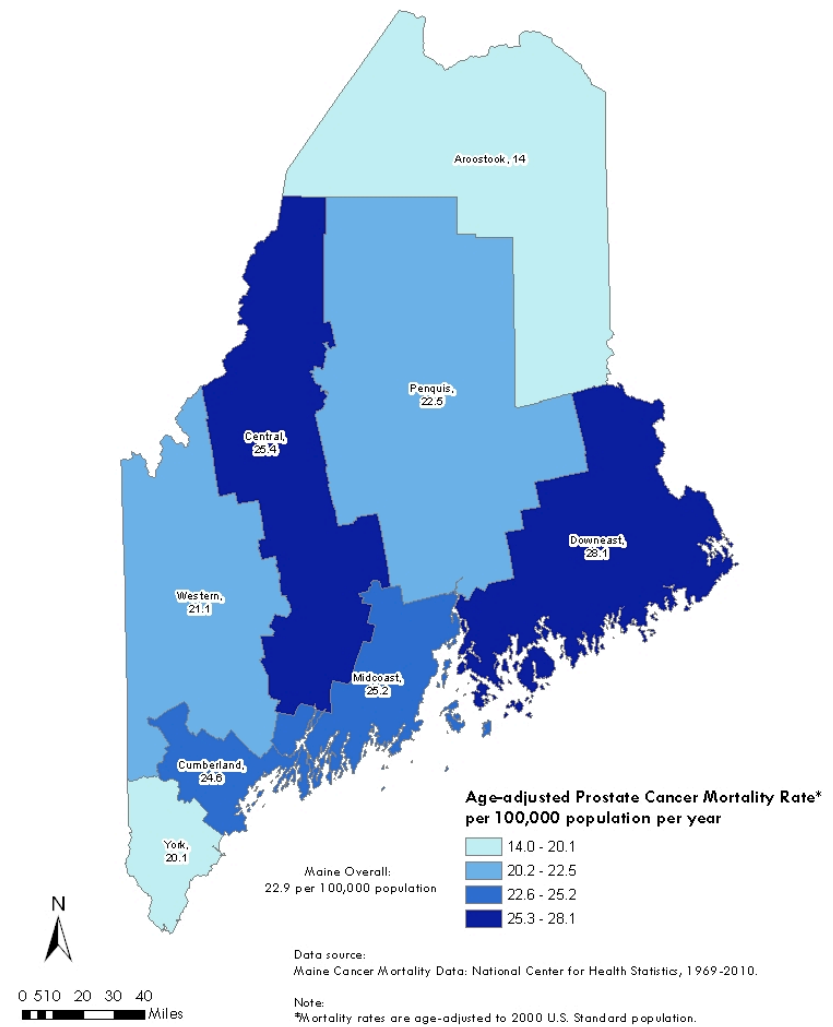 Aroostook, 14
Penquis,
22.5
Central,
25.4
Downeast,
28.1
Western,
21.1
Midcoast,
25.2
Cumberland,
24.6
York,
20.1
Age-adjusted Prostate Cancer Mortality Rate*
per 100,000 population per year
14.0 - 20.1
20.2 - 22.5
22.6 - 25.2
25.3 - 28.1
Maine Overall:
22.9 per 100,000 population
N
Data source:
Maine Cancer Mortality Data: National Center for Health Statistics, 1969-2010.
0 5 10 20 30 40
Miles
Note:
*Mortality rates are age-adjusted to 2000 U.S. Standard population.